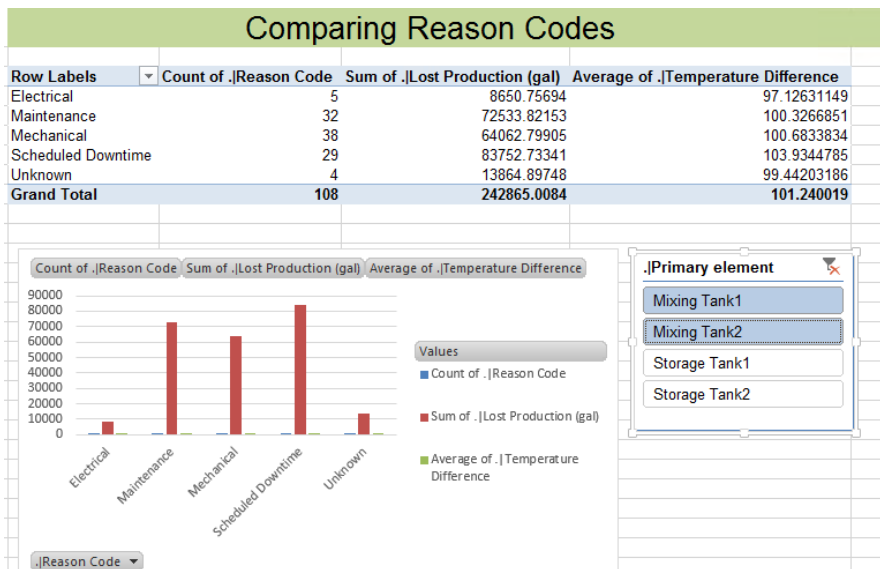 Comparing Reason Codes
Row Labels Count of .|Reason Code Sum of .|Lost Production (gal) Average of .|Temperature Difference
Electrical 5 8650.75694 97.12631149
Maintenance 32 72533.82153 100.3266851
Mechanical 38 64062.79905 100.6833834
Scheduled Downtime 29 83752.73341 103.9344785
Unknown 4 13864.89748 99.44203186
Grand Total 108 242865.0084 101.240019
Count of .|Reason Code Sum of .|Lost Production (gal) Average of .|Temperature Difference
90000
80000
70000
60000
50000
40000
30000
20000
10000
0
Electrical
Maintenance
Mechanical
Scheduled Downtime
Unknown
Values
Count of .|Reason Code
Sum of .|Lost Production (gal)
Average of .|Temperature
Difference
.|Reason Code
.|Primary element
Mixing Tank1
Mixing Tank2
Storage Tank1
Storage Tank2